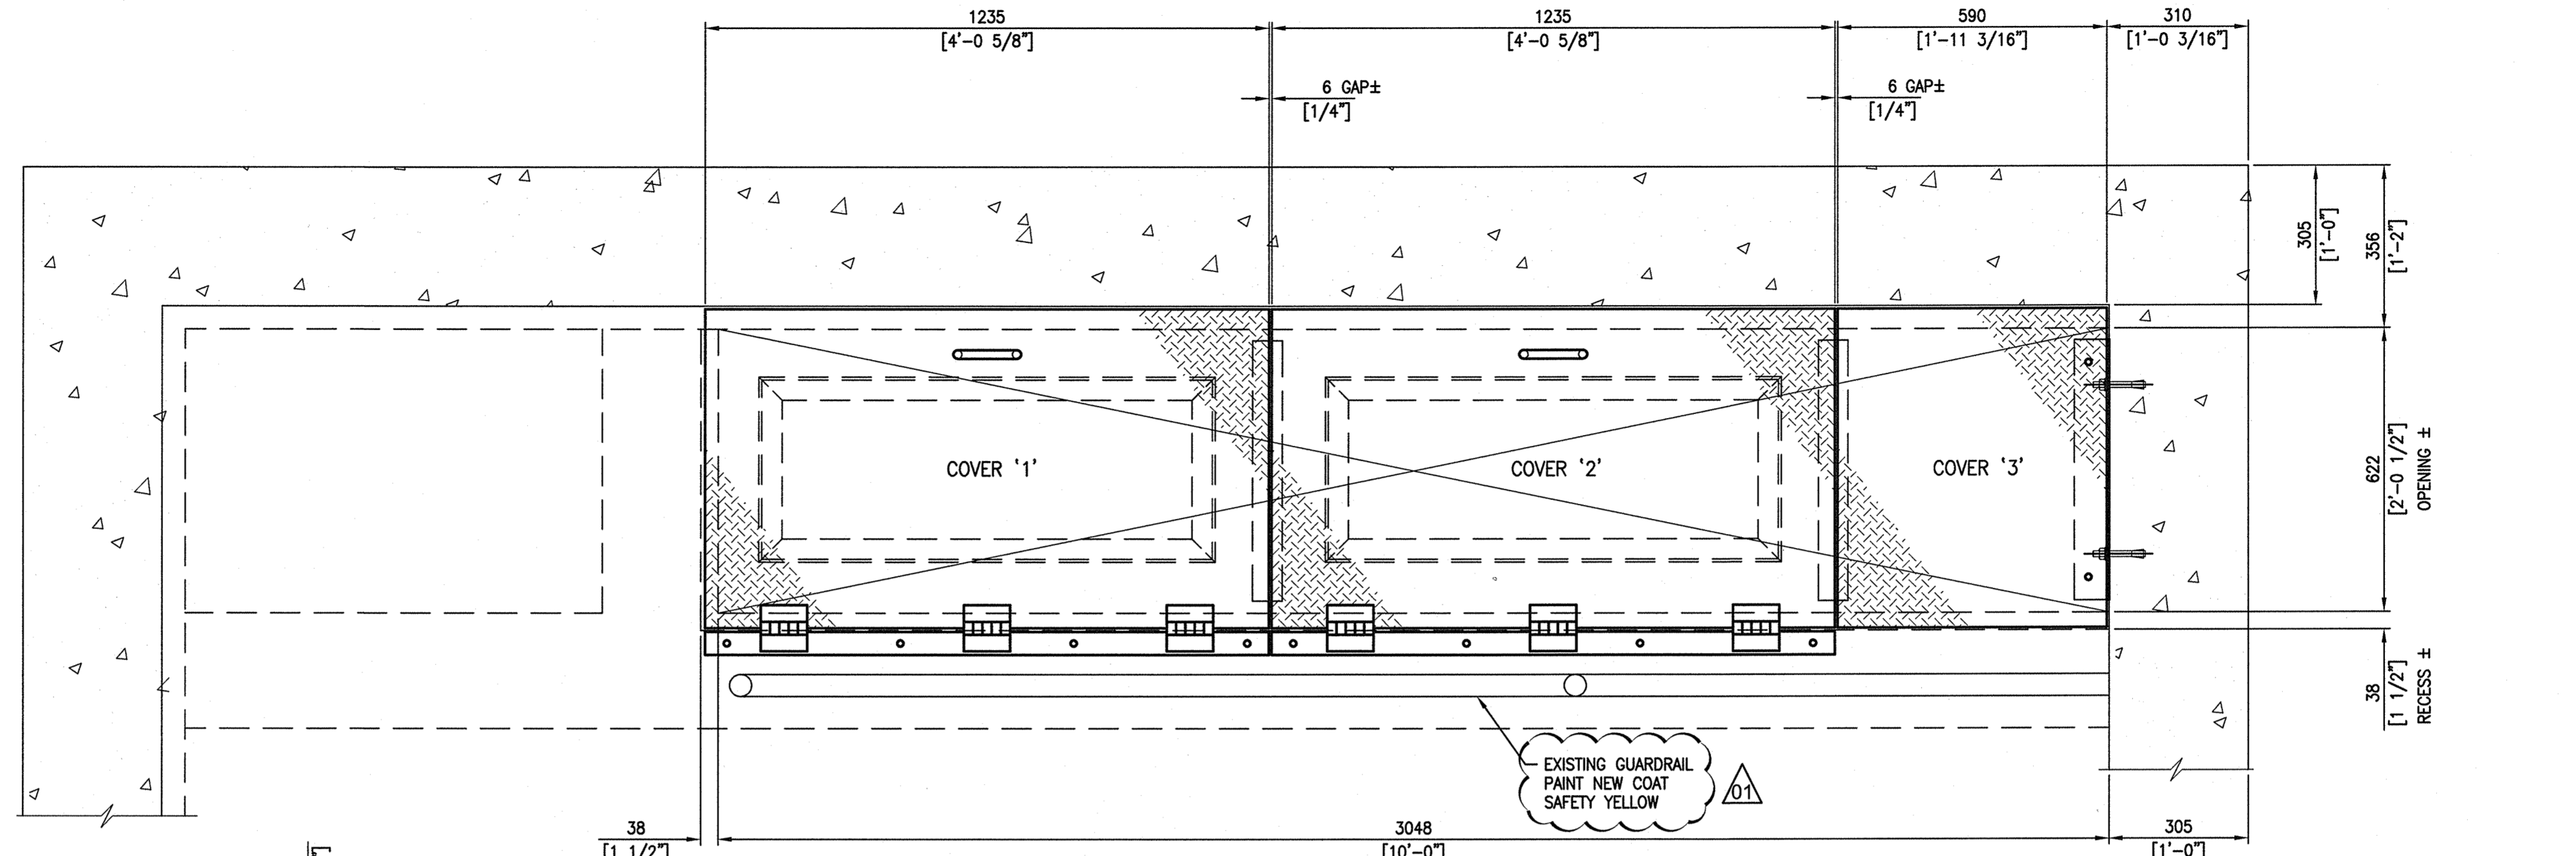 1235
[4'-0 5/8"]
1235
[4'-0 5/8"]
590
[1'-11 3/16"]
310
[1'-0 3/16"]
6 GAP±
[1/4"]
6 GAP±
[1/4"]
305
[1'-0"]
356
[1'-2"]
COVER '1'
COVER '2'
COVER '3'
622
[2'-0 1/2"]
OPENING ±
38
[1 1/2"]
RECESS ±
EXISTING GUARDRAIL
PAINT NEW COAT
SAFETY YELLOW
01
38
[1 1/2"]
3048
[10'-0"]
305
[1'-0"]